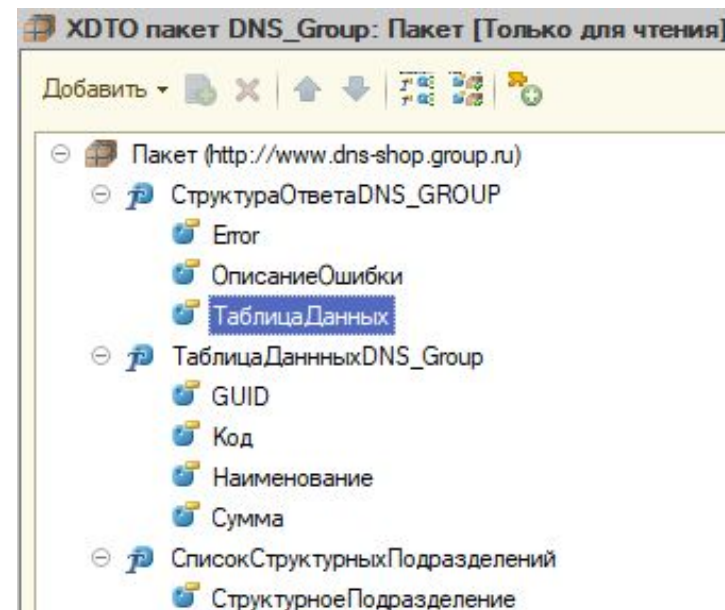 XDTO пакет DNS_Group: Пакет [Только для чтения]
Добавить
Пакет (http://www.dns-shop.group.ru)
СтруктураОтветаDNS_GROUP
Error
ОписаниеОшибки
ТаблицаДанных
ТаблицаДаннныхDNS_Group
GUID
Код
Наименование
Сумма
СписокСтруктурныхПодразделений
СтруктурноеПодразделение